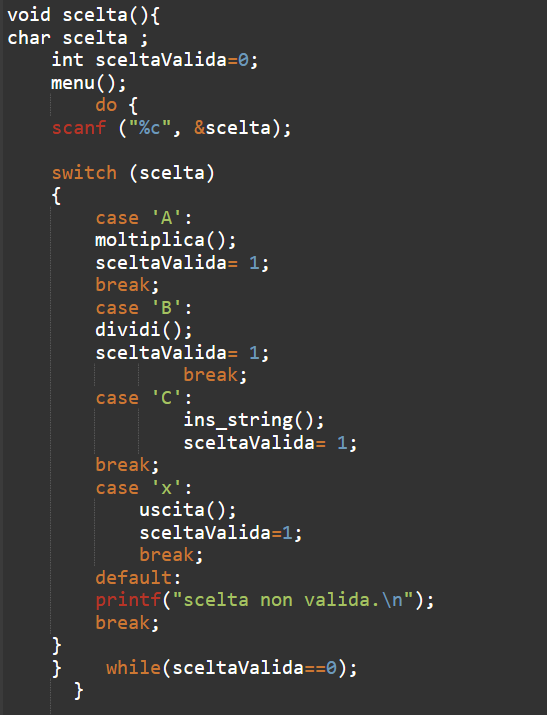 void scelta(){
char scelta ;
int sceltaValida=0;
menu();
do {
scanf ("%c", &scelta);
switch (scelta)
{
case 'A':
moltiplica();
sceltaValida= 1;
break;
case 'B':
dividi();
sceltaValida= 1;
break;
case 'C':
ins_string();
sceltaValida= 1;
break;
case 'x':
uscita();
sceltaValida=1;
break;
default:
printf("scelta non valida.\n");
break;
}
} while(sceltaValida==0);
}